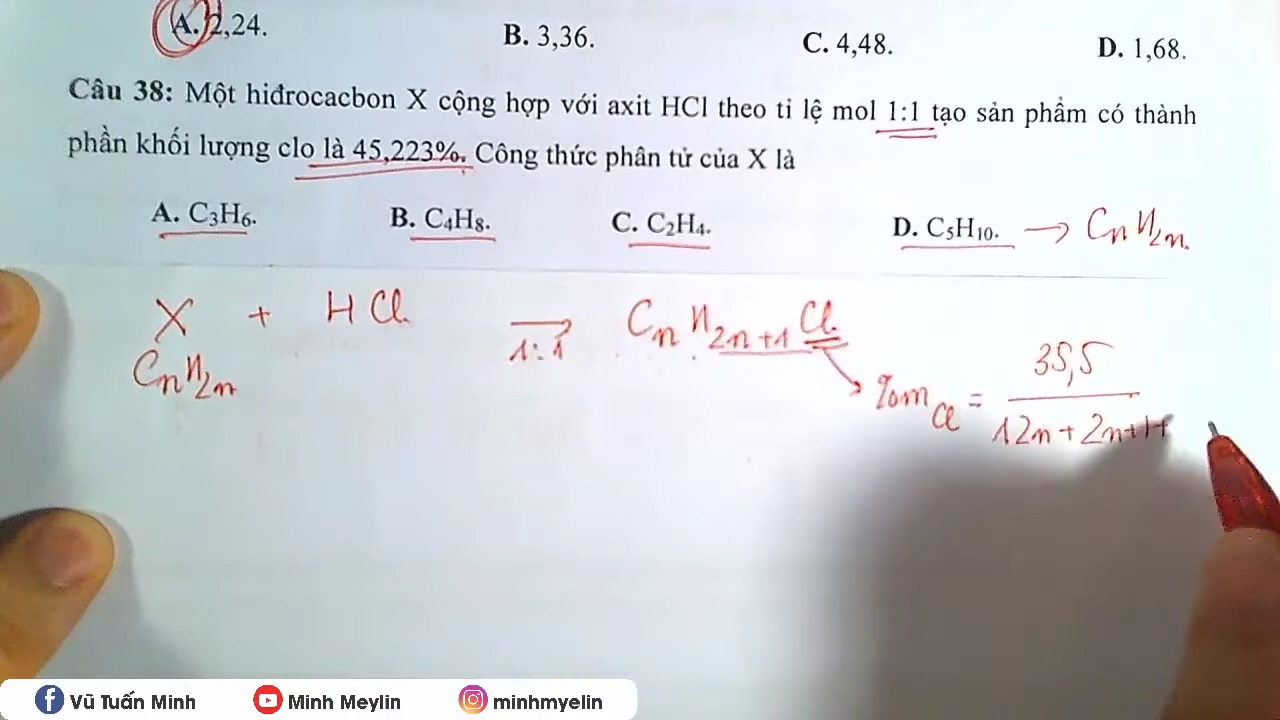 A. 2,24. B. 3,36. C. 4,48. D. 1,68.
Câu 38: Một hiđrocacbon X cộng hợp với axit HCl theo tỉ lệ mol 1:1 tạo sản phẩm có thành
phần khối lượng clo là 45,223%. Công thức phân tử của X là
A. C₃H₆. B. C₄H₈. C. C₂H₄. D. C₅H₁₀. → CnH2n.
X + HCl → 1:1 CnH2n+1Cl
CnH2n
%mCl = 35,5
12n + 2n+1+
Vũ Tuấn Minh Minh Meylin minhmyelin